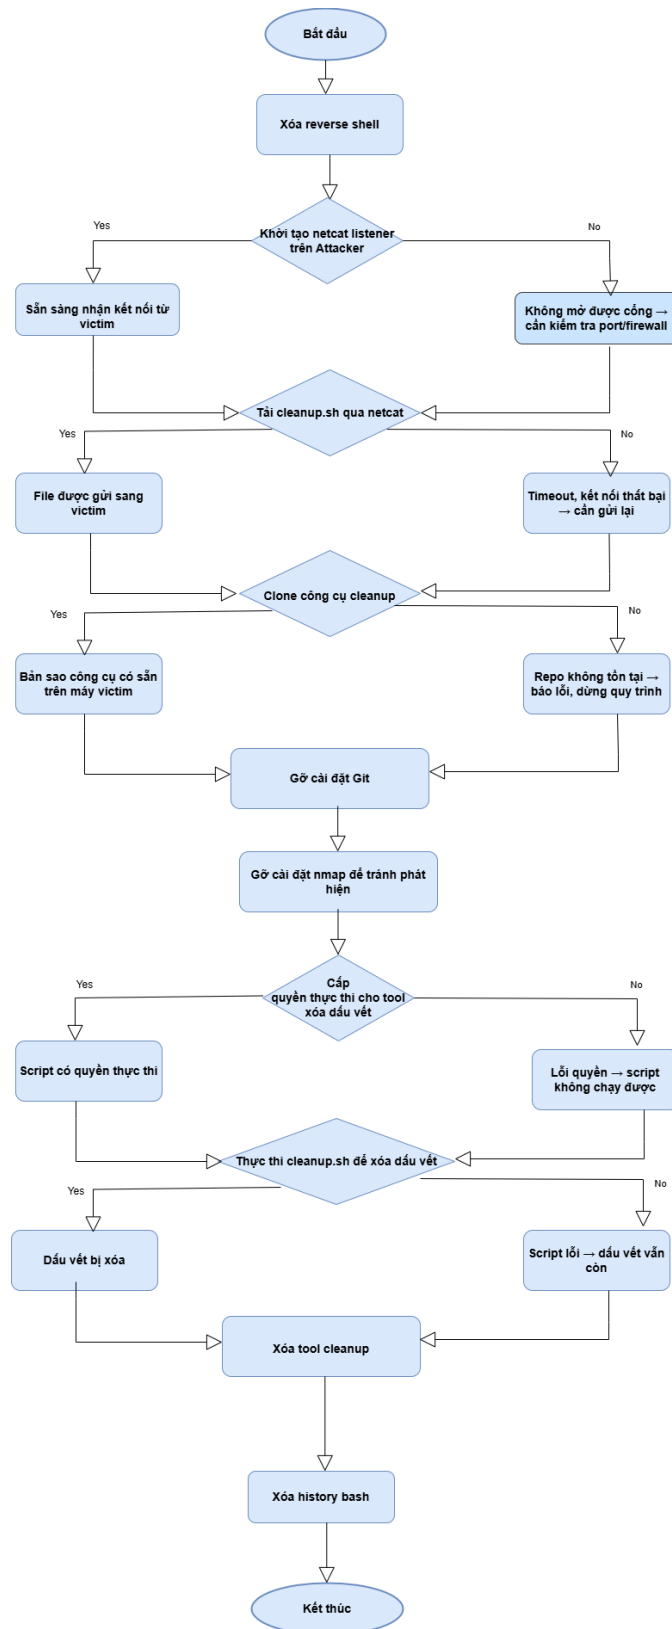 Bắt đầu
Xóa reverse shell
Khởi tạo netcat listener
trên Attacker
Yes
No
Sẵn sàng nhận kết nối từ
victim
Không mở được cổng →
cần kiểm tra port/firewall
Tải cleanup.sh qua netcat
Yes
No
File được gửi sang
victim
Timeout, kết nối thất bại
→ cần gửi lại
Clone công cụ cleanup
Yes
No
Bản sao công cụ có sẵn
trên máy victim
Repo không tồn tại →
báo lỗi, dừng quy trình
Gỡ cài đặt Git
Gỡ cài đặt nmap để tránh phát
hiện
Cấp
quyền thực thi cho tool
xóa dấu vết
Yes
No
Script có quyền thực thi
Lỗi quyền → script
không chạy được
Thực thi cleanup.sh để xóa dấu vết
Yes
No
Dấu vết bị xóa
Script lỗi → dấu vết vẫn
còn
Xóa tool cleanup
Xóa history bash
Kết thúc